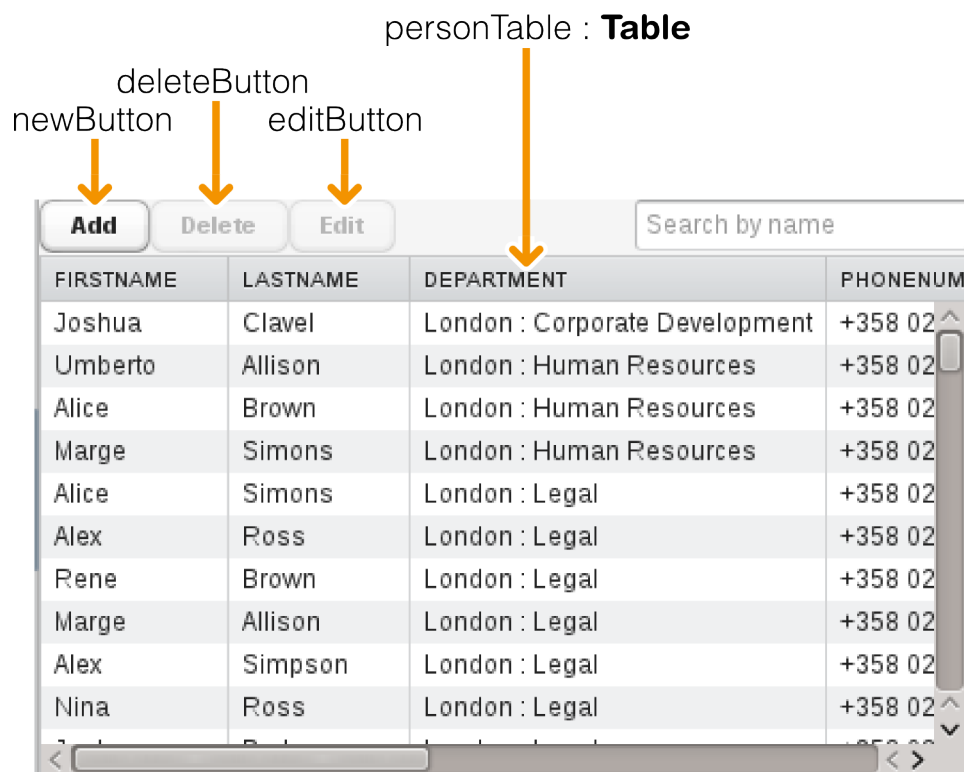 personTable : Table
deleteButton
newButton editButton
Add Delete Edit Search by name
FIRSTNAME LASTNAME DEPARTMENT PHONENUM
Joshua Clavel London : Corporate Development +358 02
Umberto Allison London : Human Resources +358 02
Alice Brown London : Human Resources +358 02
Marge Simons London : Human Resources +358 02
Alice Simons London : Legal +358 02
Alex Ross London : Legal +358 02
Rene Brown London : Legal +358 02
Marge Allison London : Legal +358 02
Alex Simpson London : Legal +358 02
Nina Ross London : Legal +358 02